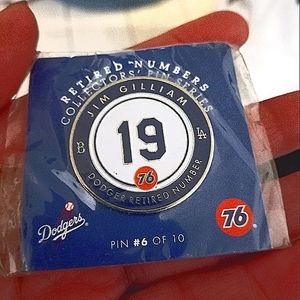 RETIRED NUMBERS
COLLECTORS' PIN SERIES
JIM GILLIAM
B
LA
19
76
DODGER RETIRED NUMBER
Dodgers
76
PIN #6 OF 10